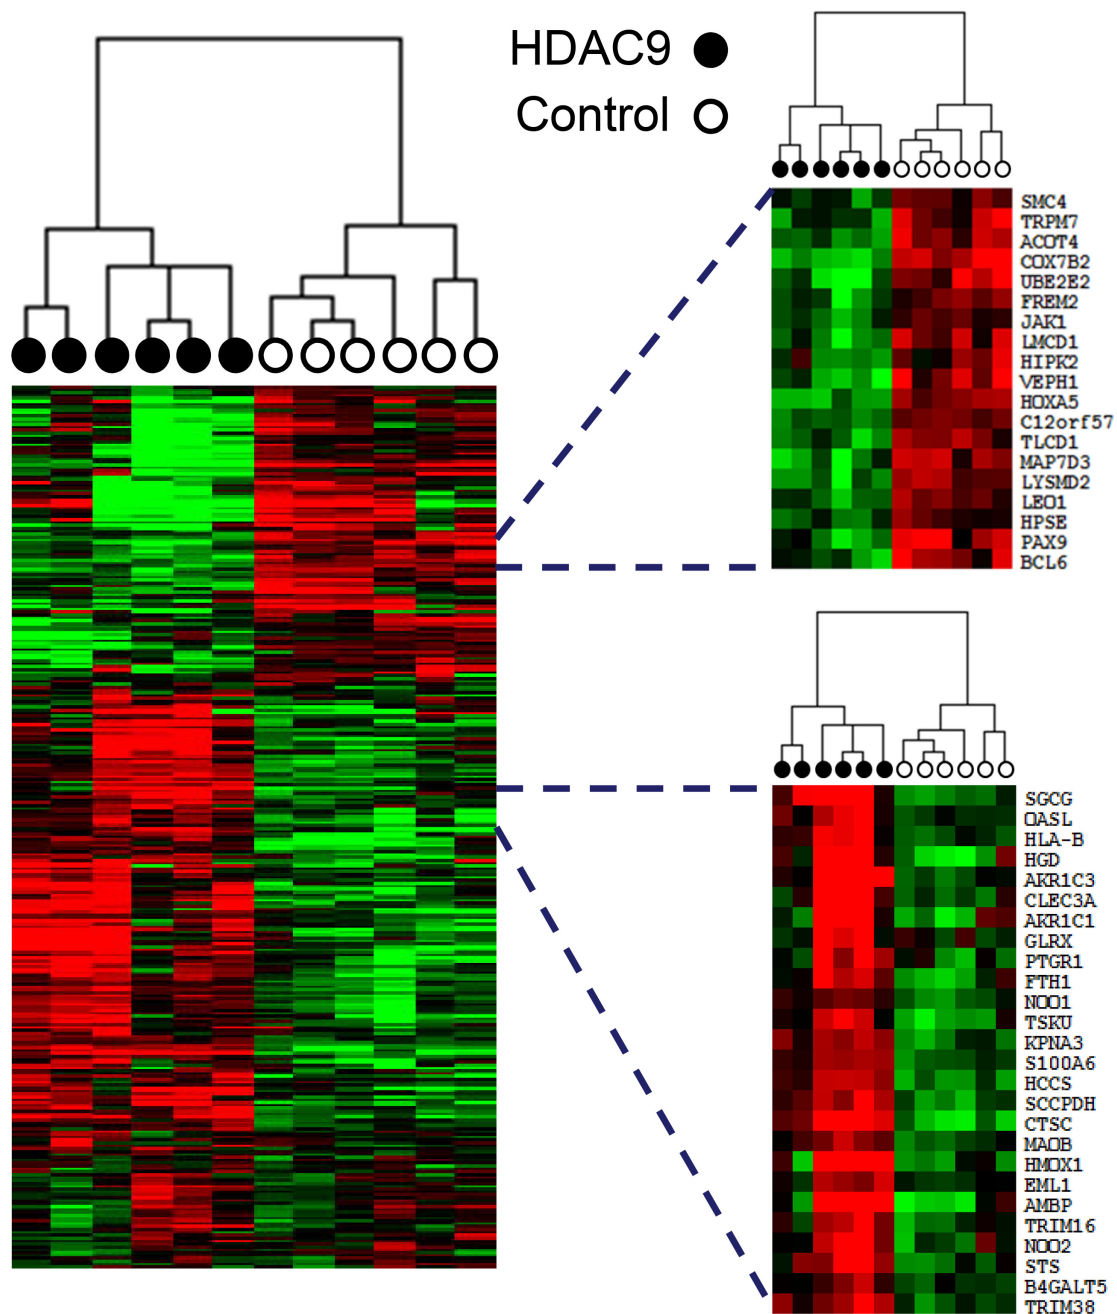 HDAC9
Control
SMC4
TRPM7
ACOT4
COX7B2
UBE2E2
FREM2
JAK1
LMCD1
HIPK2
VEPH1
HOXA5
C12orf57
TLCD1
MAP7D3
LYSMD2
LEO1
HPSE
PAX9
BCL6
SGCG
OASL
HLA-B
HGD
AKR1C3
CLEC3A
AKR1C1
GLRX
PTGR1
FTH1
NQO1
TSKU
KPNA3
S100A6
HCCS
SCCPDH
CTSC
MAOB
HMOX1
EML1
AMBP
TRIM16
NQO2
STS
B4GALT5
TRIM38